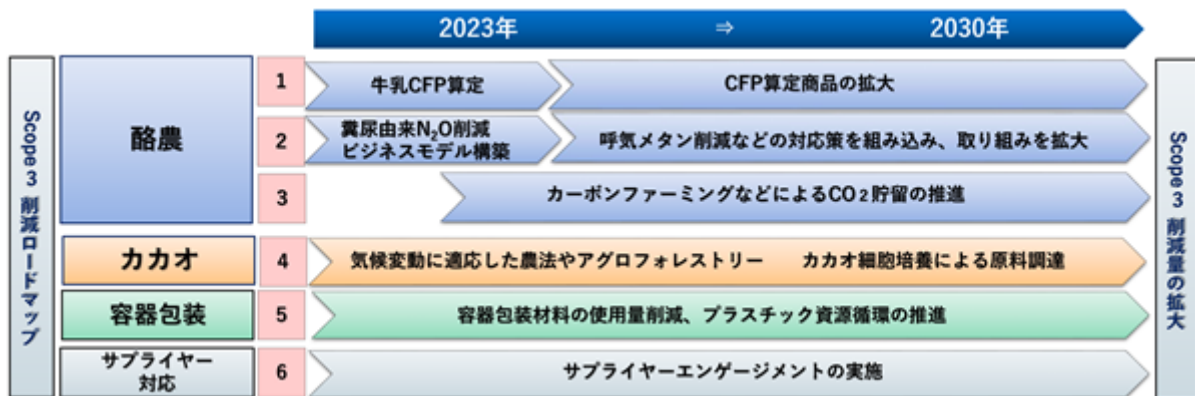 2023年 ⇒ 2030年
Scope3 削減ロードマップ
酪農
1
牛乳CFP算定
CFP算定商品の拡大
2
糞尿由来N₂O削減
ビジネスモデル構築
呼気メタン削減などの対応策を組み込み、取り組みを拡大
3
カーボンファーミングなどによるCO₂貯留の推進
カカオ
4
気候変動に適応した農法やアグロフォレストリー カカオ細胞培養による原料調達
容器包装
5
容器包装材料の使用量削減、プラスチック資源循環の推進
サプライヤー
対応
6
サプライヤーエンゲージメントの実施
Scope3 削減量の拡大